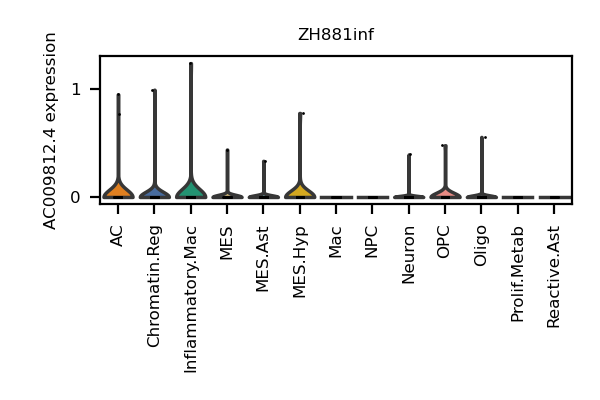 ZH881inf
AC009812.4 expression
1
0
AC
Chromatin.Reg
Inflammatory.Mac
MES
MES.Ast
MES.Hyp
Mac
NPC
Neuron
OPC
Oligo
Prolif.Metab
Reactive.Ast